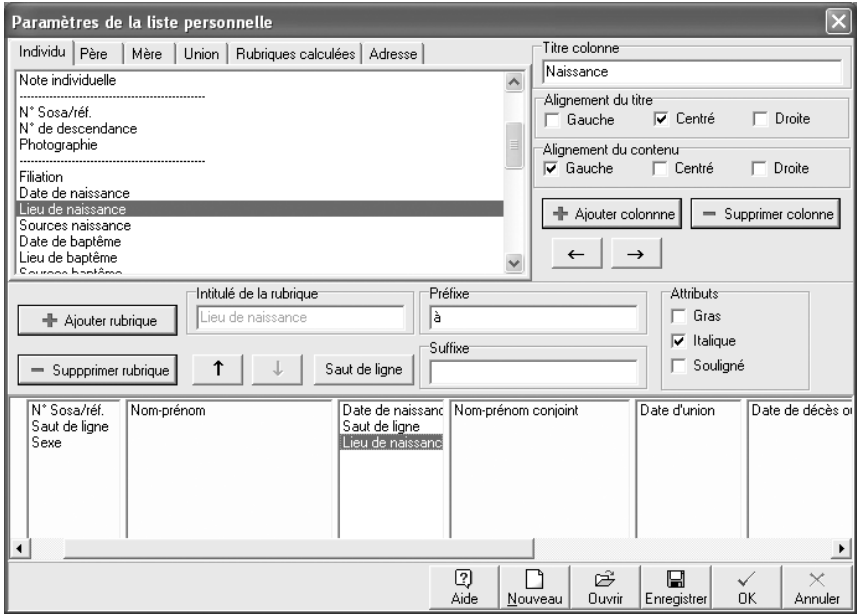 Paramètres de la liste personnelle
Individu Père Mère Union Rubriques calculées Adresse
Note individuelle
N° Sosa/réf.
N° de descendance
Photographie
Filiation
Date de naissance
Lieu de naissance
Sources naissance
Date de baptême
Lieu de baptême
Sources baptême
Titre colonne
Naissance
Alignement du titre
Gauche Centré Droite
Alignement du contenu
Gauche Centré Droite
Ajouter colonnne Supprimer colonne
Ajouter rubrique
Intitulé de la rubrique
Lieu de naissance
Préfixe
à
Attributs
Gras
Italique
Souligné
Suppprimer rubrique
Saut de ligne
Suffixe
N° Sosa/réf.
Saut de ligne
Sexe
Nom-prénom
Date de naissanc
Saut de ligne
Lieu de naissanc
Nom-prénom conjoint
Date d'union
Date de décès ou
Aide Nouveau Ouvrir Enregistrer OK Annuler